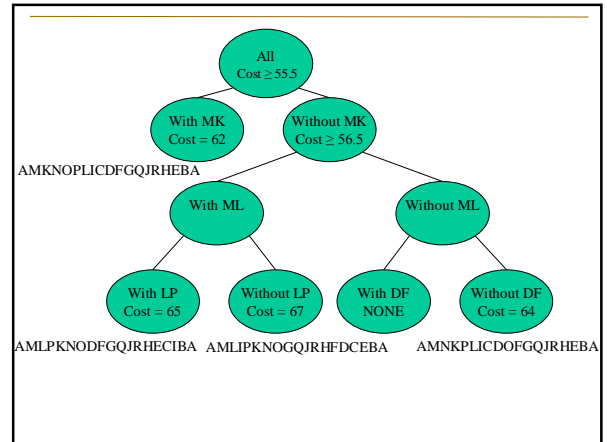 All
Cost ≥ 55.5
With MK
Cost = 62
Without MK
Cost ≥ 56.5
AMKNOPLICDFGQJRHEBA
With ML
Without ML
With LP
Cost = 65
Without LP
Cost = 67
With DF
NONE
Without DF
Cost = 64
AMLPKNODFGQJRHECIBA
AMLIPKNOGQJRHFDCEBA
AMNKPLICDOFGQJRHEBA